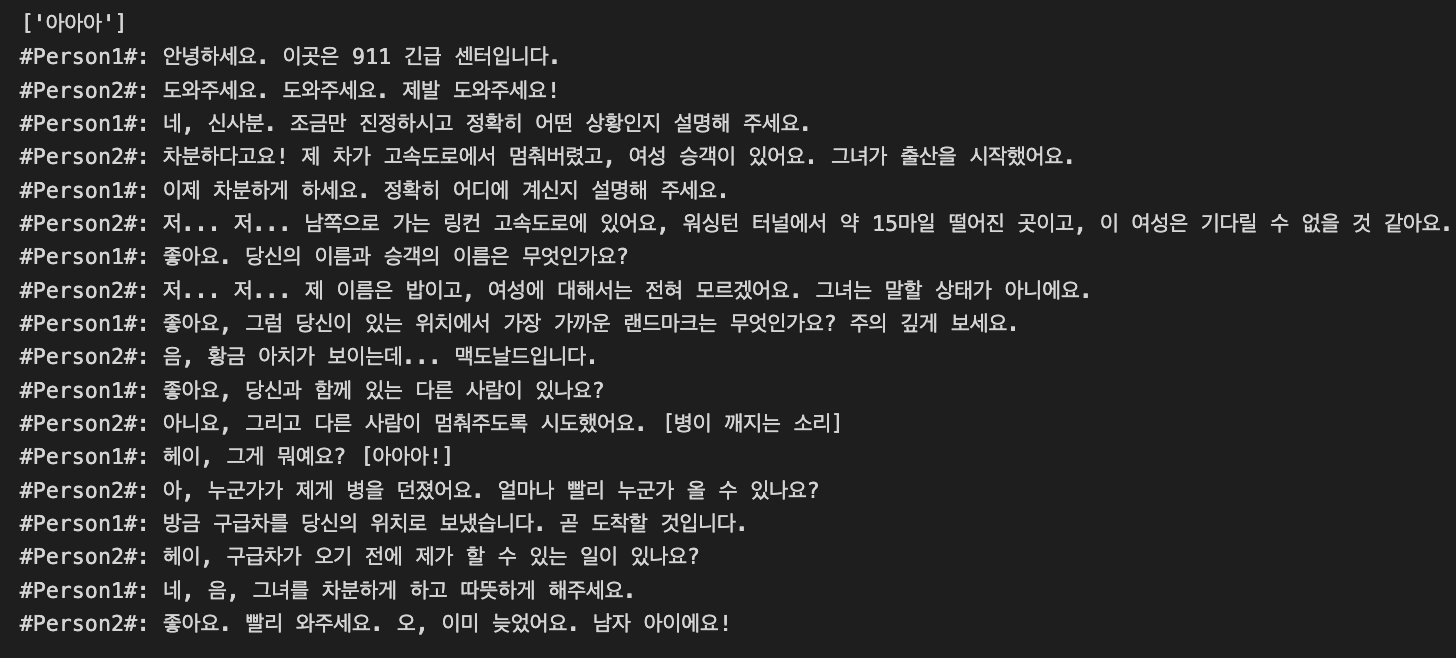 ['아아아']
#Person1#: 안녕하세요. 이곳은 911 긴급 센터입니다.
#Person2#: 도와주세요. 도와주세요. 제발 도와주세요!
#Person1#: 네, 신사분. 조금만 진정하시고 정확히 어떤 상황인지 설명해 주세요.
#Person2#: 차분하다고요! 제 차가 고속도로에서 멈춰버렸고, 여성 승객이 있어요. 그녀가 출산을 시작했어요.
#Person1#: 이제 차분하게 하세요. 정확히 어디에 계신지 설명해 주세요.
#Person2#: 저... 저... 남쪽으로 가는 링컨 고속도로에 있어요, 워싱턴 터널에서 약 15마일 떨어진 곳이고, 이 여성은 기다릴 수 없을 것 같아요.
#Person1#: 좋아요. 당신의 이름과 승객의 이름은 무엇인가요?
#Person2#: 저... 저... 제 이름은 밥이고, 여성에 대해서는 전혀 모르겠어요. 그녀는 말할 상태가 아니에요.
#Person1#: 좋아요, 그럼 당신이 있는 위치에서 가장 가까운 랜드마크는 무엇인가요? 주의 깊게 보세요.
#Person2#: 음, 황금 아치가 보이는데... 맥도날드입니다.
#Person1#: 좋아요, 당신과 함께 있는 다른 사람이 있나요?
#Person2#: 아니요, 그리고 다른 사람이 멈춰주도록 시도했어요. [병이 깨지는 소리]
#Person1#: 헤이, 그게 뭐예요? [아아아!]
#Person2#: 아, 누군가가 제게 병을 던졌어요. 얼마나 빨리 누군가 올 수 있나요?
#Person1#: 방금 구급차를 당신의 위치로 보냈습니다. 곧 도착할 것입니다.
#Person2#: 헤이, 구급차가 오기 전에 제가 할 수 있는 일이 있나요?
#Person1#: 네, 음, 그녀를 차분하게 하고 따뜻하게 해주세요.
#Person2#: 좋아요. 빨리 와주세요. 오, 이미 늦었어요. 남자 아이에요!